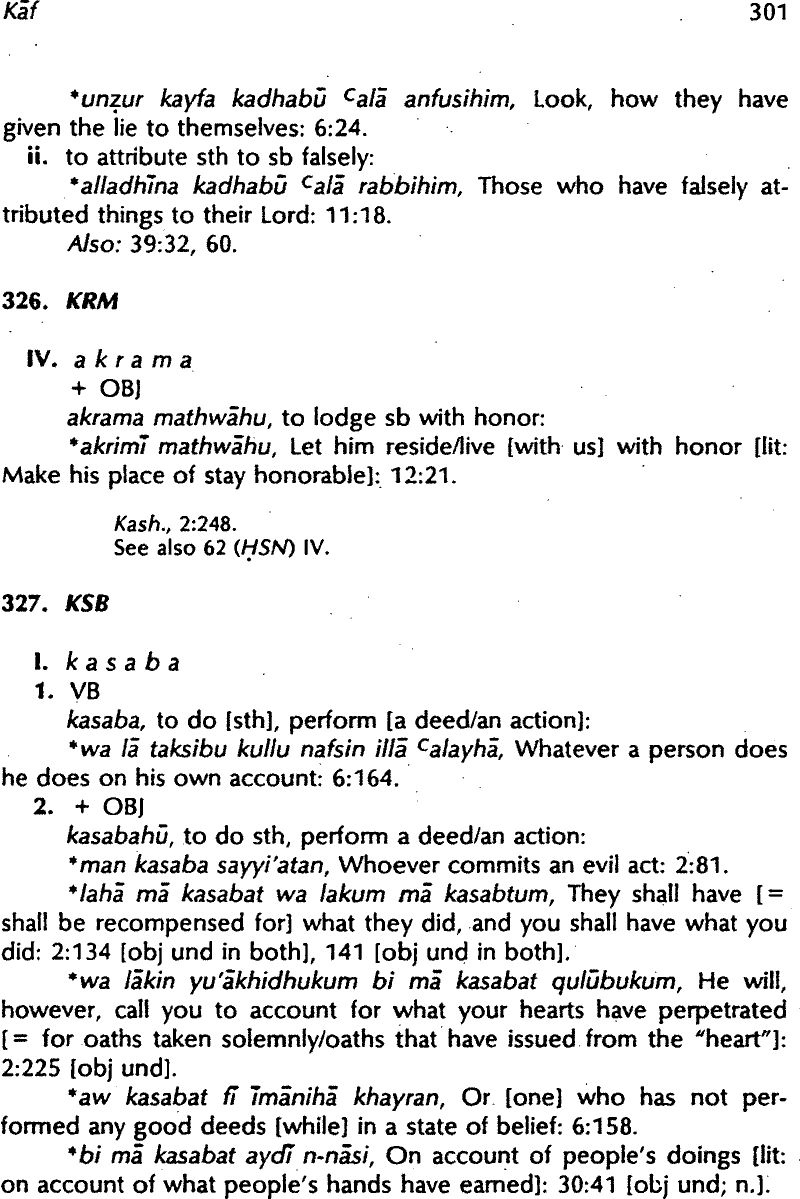 Kāf 301
*unẓur kayfa kadhabū ᶜalā anfusihim, Look, how they have
given the lie to themselves: 6:24.
ii. to attribute sth to sb falsely:
*alladhīna kadhabū ᶜalā rabbihim, Those who have falsely at-
tributed things to their Lord: 11:18.
Also: 39:32, 60.
326. KRM
IV. a k r a m a
+ OBJ
akrama mathwāhu, to lodge sb with honor:
*akrimī mathwāhu, Let him reside/live [with us] with honor [lit:
Make his place of stay honorable]: 12:21.
Kash., 2:248.
See also 62 (ḤSN) IV.
327. KSB
I. k a s a b a
1. VB
kasaba, to do [sth], perform [a deed/an action]:
*wa lā taksibu kullu nafsin illā ᶜalayhā, Whatever a person does
he does on his own account: 6:164.
2. + OBJ
kasabahū, to do sth, perform a deed/an action:
*man kasaba sayyi'atan, Whoever commits an evil act: 2:81.
*lahā mā kasabat wa lakum mā kasabtum, They shall have [=
shall be recompensed for] what they did, and you shall have what you
did: 2:134 [obj und in both], 141 [obj und in both].
*wa lākin yu'ākhidhukum bi mā kasabat qulūbukum, He will,
however, call you to account for what your hearts have perpetrated
[= for oaths taken solemnly/oaths that have issued from the "heart"]:
2:225 [obj und].
*aw kasabat fī īmānihā khayran, Or [one] who has not per-
formed any good deeds [while] in a state of belief: 6:158.
*bi mā kasabat aydī n-nāsi, On account of people's doings [lit:
on account of what people's hands have earned]: 30:41 [obj und; n.].